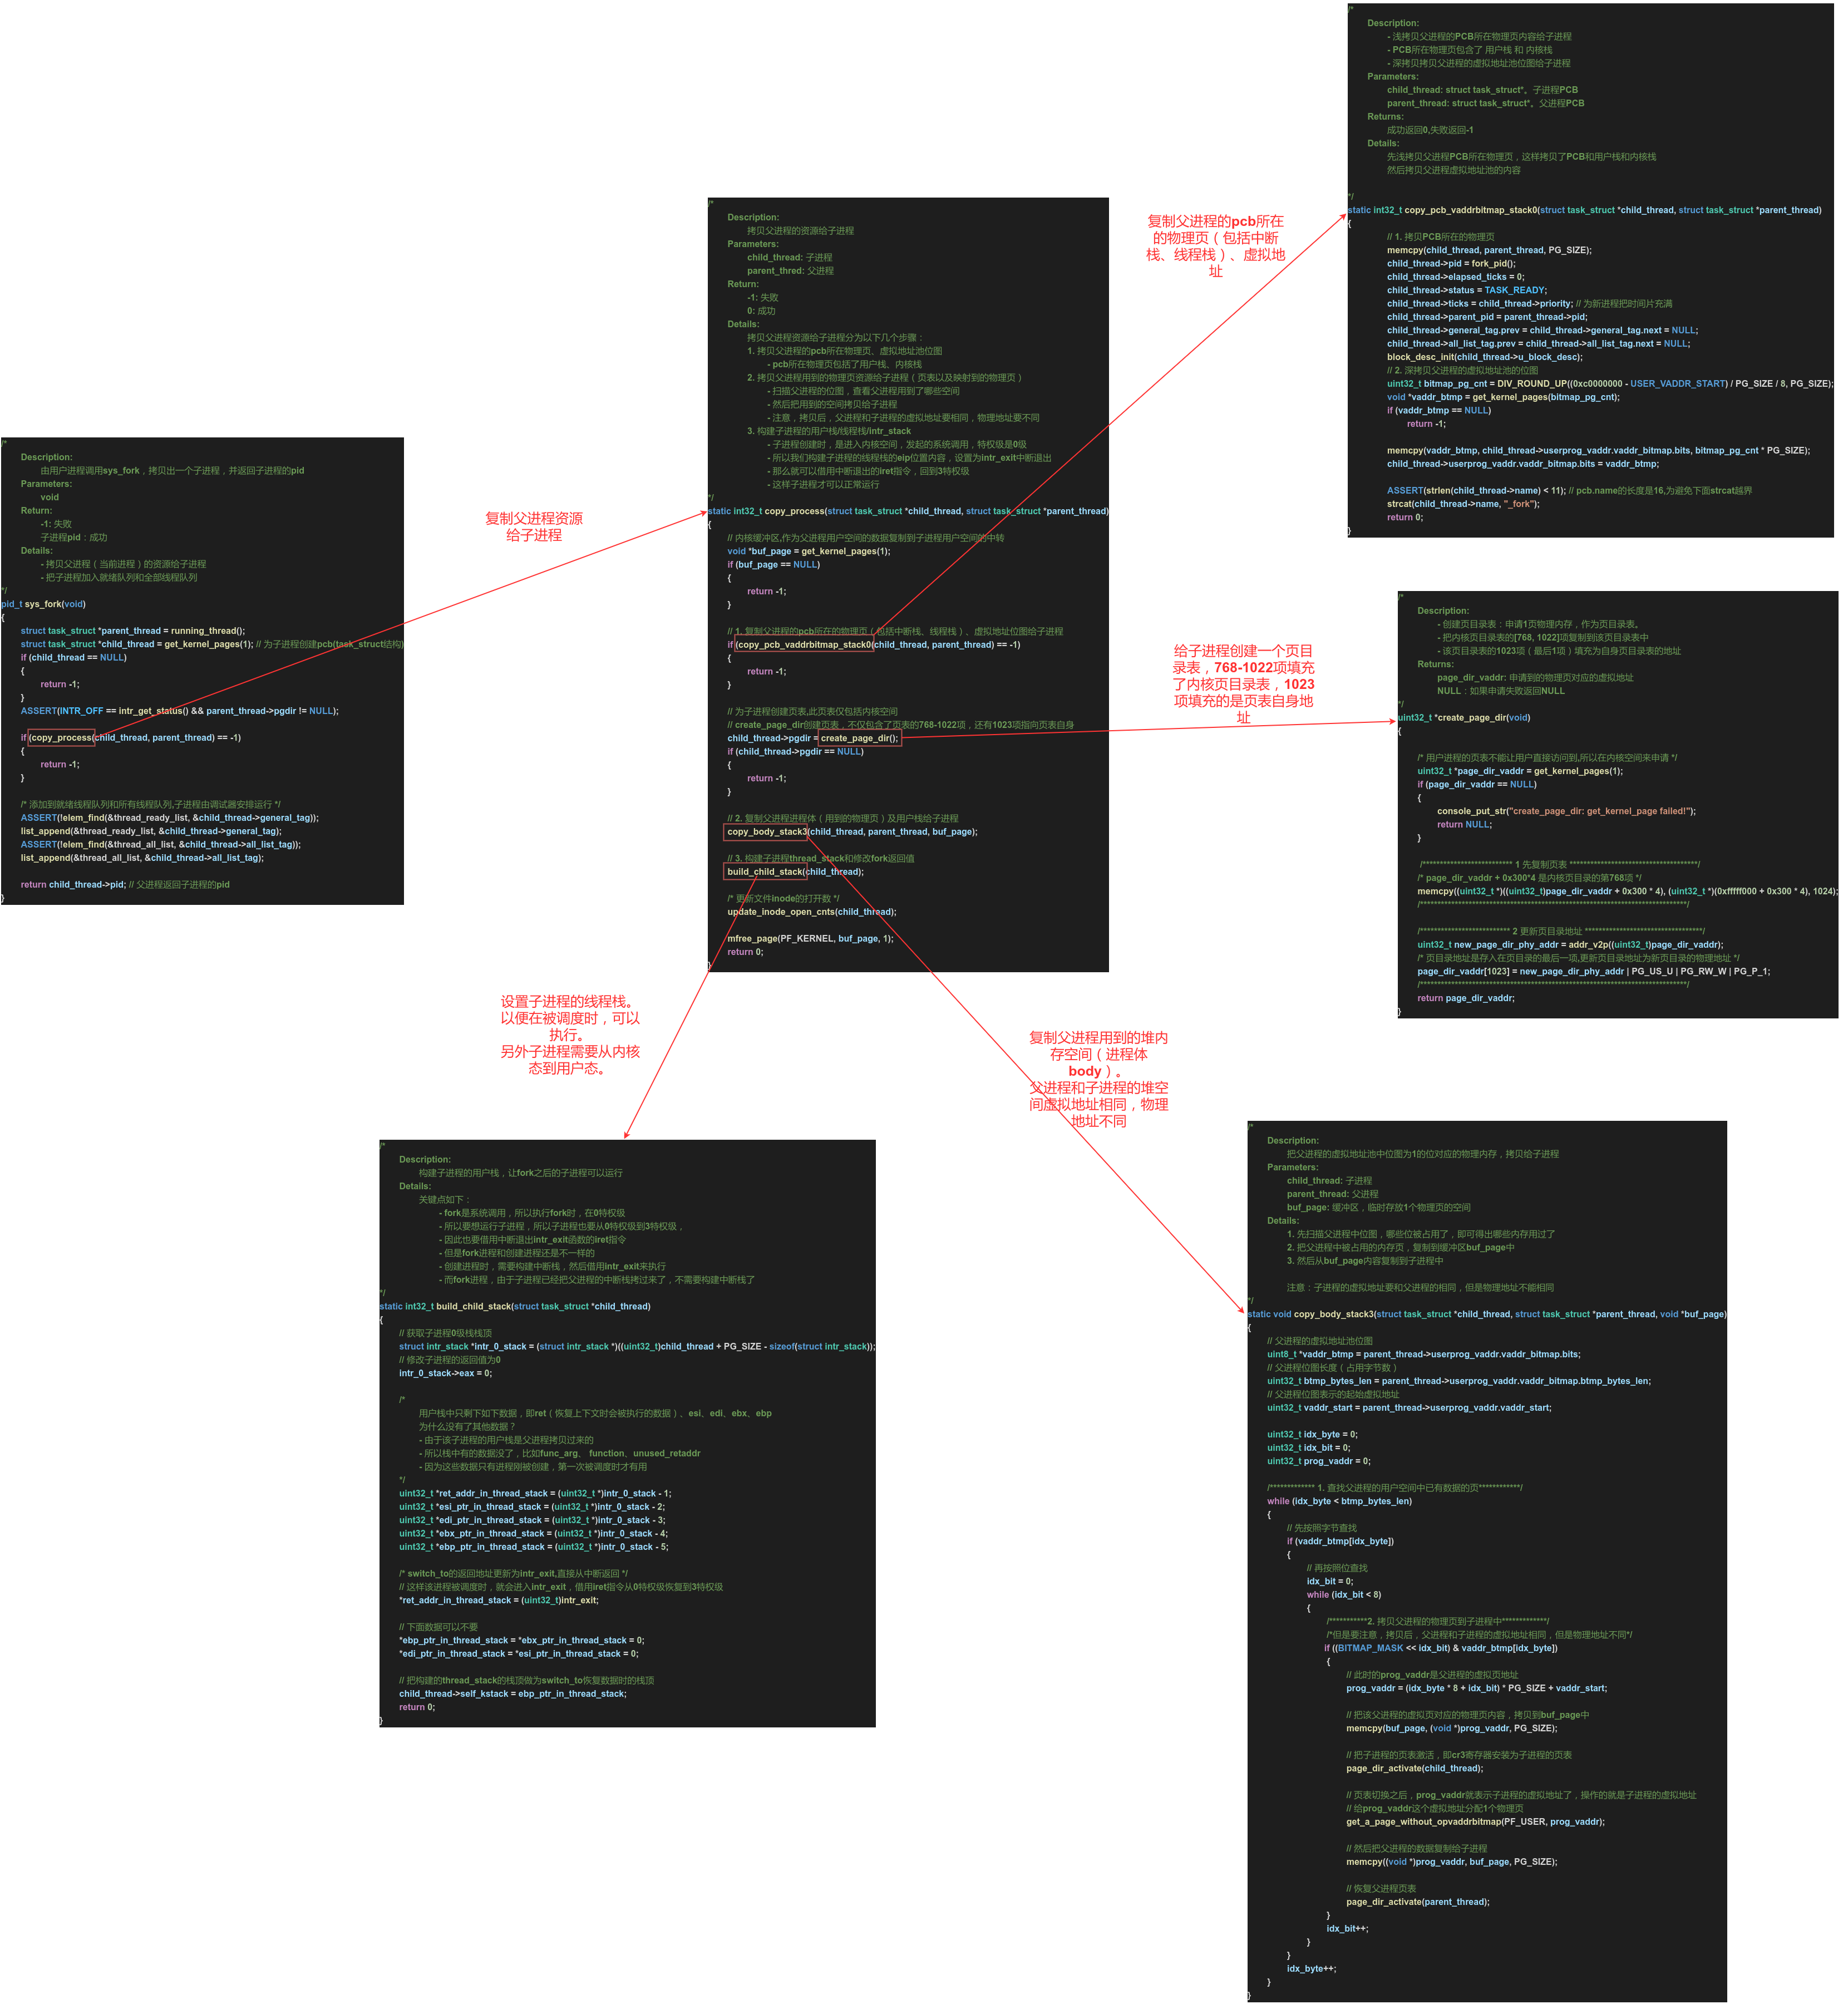 /*
Description:
由用户进程调用sys_fork，拷贝出一个子进程，并返回子进程的pid
Parameters:
void
Return:
-1: 失败
子进程pid：成功
Details:
- 拷贝父进程（当前进程）的资源给子进程
- 把子进程加入就绪队列和全部线程队列
*/
pid_t sys_fork(void)
{
struct task_struct *parent_thread = running_thread();
struct task_struct *child_thread = get_kernel_pages(1); // 为子进程创建pcb(task_struct结构)
if (child_thread == NULL)
{
return -1;
}
ASSERT(INTR_OFF == intr_get_status() && parent_thread->pgdir != NULL);
if (copy_process(child_thread, parent_thread) == -1)
{
return -1;
}
/* 添加到就绪线程队列和所有线程队列,子进程由调试器安排运行 */
ASSERT(!elem_find(&thread_ready_list, &child_thread->general_tag));
list_append(&thread_ready_list, &child_thread->general_tag);
ASSERT(!elem_find(&thread_all_list, &child_thread->all_list_tag));
list_append(&thread_all_list, &child_thread->all_list_tag);
return child_thread->pid; // 父进程返回子进程的pid
}
复制父进程资源
给子进程
/*
Description:
拷贝父进程的资源给子进程
Parameters:
child_thread: 子进程
parent_thred: 父进程
Return:
-1: 失败
0: 成功
Details:
拷贝父进程资源给子进程分为以下几个步骤：
1. 拷贝父进程的pcb所在物理页、虚拟地址池位图
- pcb所在物理页包括了用户栈、内核栈
2. 拷贝父进程用到的物理页资源给子进程（页表以及映射到的物理页）
- 扫描父进程的位图，查看父进程用到了哪些空间
- 然后把用到的空间拷贝给子进程
- 注意，拷贝后，父进程和子进程的虚拟地址要相同，物理地址要不同
3. 构建子进程的用户栈/线程栈/intr_stack
- 子进程创建时，是进入内核空间，发起的系统调用，特权级是0级
- 所以我们构建子进程的线程栈的eip位置内容，设置为intr_exit中断退出
- 那么就可以借用中断退出的iret指令，回到3特权级
- 这样子进程才可以正常运行
*/
static int32_t copy_process(struct task_struct *child_thread, struct task_struct *parent_thread)
{
// 内核缓冲区,作为父进程用户空间的数据复制到子进程用户空间的中转
void *buf_page = get_kernel_pages(1);
if (buf_page == NULL)
{
return -1;
}
// 1. 复制父进程的pcb所在的物理页（包括中断栈、线程栈）、虚拟地址位图给子进程
if (copy_pcb_vaddrbitmap_stack0(child_thread, parent_thread) == -1)
{
return -1;
}
// 为子进程创建页表,此页表仅包括内核空间
// create_page_dir创建页表，不仅包含了页表的768-1022项，还有1023项指向页表自身
child_thread->pgdir = create_page_dir();
if (child_thread->pgdir == NULL)
{
return -1;
}
// 2. 复制父进程进程体（用到的物理页）及用户栈给子进程
copy_body_stack3(child_thread, parent_thread, buf_page);
// 3. 构建子进程thread_stack和修改fork返回值
build_child_stack(child_thread);
/* 更新文件inode的打开数 */
update_inode_open_cnts(child_thread);
mfree_page(PF_KERNEL, buf_page, 1);
return 0;
}
复制父进程的pcb所在
的物理页（包括中断
栈、线程栈）、虚拟地
址
/*
Description:
- 浅拷贝父进程的PCB所在物理页内容给子进程
- PCB所在物理页包含了 用户栈 和 内核栈
- 深拷贝拷贝父进程的虚拟地址池位图给子进程
Parameters:
child_thread: struct task_struct*。子进程PCB
parent_thread: struct task_struct*。父进程PCB
Returns:
成功返回0,失败返回-1
Details:
先浅拷贝父进程PCB所在物理页，这样拷贝了PCB和用户栈和内核栈
然后拷贝父进程虚拟地址池的内容
*/
static int32_t copy_pcb_vaddrbitmap_stack0(struct task_struct *child_thread, struct task_struct *parent_thread)
{
// 1. 拷贝PCB所在的物理页
memcpy(child_thread, parent_thread, PG_SIZE);
child_thread->pid = fork_pid();
child_thread->elapsed_ticks = 0;
child_thread->status = TASK_READY;
child_thread->ticks = child_thread->priority; // 为新进程把时间片充满
child_thread->parent_pid = parent_thread->pid;
child_thread->general_tag.prev = child_thread->general_tag.next = NULL;
child_thread->all_list_tag.prev = child_thread->all_list_tag.next = NULL;
block_desc_init(child_thread->u_block_desc);
// 2. 深拷贝父进程的虚拟地址池的位图
uint32_t bitmap_pg_cnt = DIV_ROUND_UP((0xc0000000 - USER_VADDR_START) / PG_SIZE / 8, PG_SIZE);
void *vaddr_btmp = get_kernel_pages(bitmap_pg_cnt);
if (vaddr_btmp == NULL)
return -1;
memcpy(vaddr_btmp, child_thread->userprog_vaddr.vaddr_bitmap.bits, bitmap_pg_cnt * PG_SIZE);
child_thread->userprog_vaddr.vaddr_bitmap.bits = vaddr_btmp;
ASSERT(strlen(child_thread->name) < 11); // pcb.name的长度是16,为避免下面strcat越界
strcat(child_thread->name, "_fork");
return 0;
}
给子进程创建一个页目
录表，768-1022项填充
了内核页目录表，1023
项填充的是页表自身地
址
/*
Description:
- 创建页目录表：申请1页物理内存，作为页目录表。
- 把内核页目录表的[768, 1022]项复制到该页目录表中
- 该页目录表的1023项（最后1项）填充为自身页目录表的地址
Returns:
page_dir_vaddr: 申请到的物理页对应的虚拟地址
NULL：如果申请失败返回NULL
*/
uint32_t *create_page_dir(void)
{
/* 用户进程的页表不能让用户直接访问到,所以在内核空间来申请 */
uint32_t *page_dir_vaddr = get_kernel_pages(1);
if (page_dir_vaddr == NULL)
{
console_put_str("create_page_dir: get_kernel_page failed!");
return NULL;
}
/************************** 1 先复制页表 *************************************/
/* page_dir_vaddr + 0x300*4 是内核页目录的第768项 */
memcpy((uint32_t *)((uint32_t)page_dir_vaddr + 0x300 * 4), (uint32_t *)(0xfffff000 + 0x300 * 4), 1024);
/*****************************************************************************/
/************************** 2 更新页目录地址 **********************************/
uint32_t new_page_dir_phy_addr = addr_v2p((uint32_t)page_dir_vaddr);
/* 页目录地址是存入在页目录的最后一项,更新页目录地址为新页目录的物理地址 */
page_dir_vaddr[1023] = new_page_dir_phy_addr | PG_US_U | PG_RW_W | PG_P_1;
/*****************************************************************************/
return page_dir_vaddr;
}
设置子进程的线程栈。
以便在被调度时，可以
执行。
另外子进程需要从内核
态到用户态。
/*
Description:
构建子进程的用户栈，让fork之后的子进程可以运行
Details:
关键点如下：
- fork是系统调用，所以执行fork时，在0特权级
- 所以要想运行子进程，所以子进程也要从0特权级到3特权级，
- 因此也要借用中断退出intr_exit函数的iret指令
- 但是fork进程和创建进程还是不一样的
- 创建进程时，需要构建中断栈，然后借用intr_exit来执行
- 而fork进程，由于子进程已经把父进程的中断栈拷过来了，不需要构建中断栈了
*/
static int32_t build_child_stack(struct task_struct *child_thread)
{
// 获取子进程0级栈栈顶
struct intr_stack *intr_0_stack = (struct intr_stack *)((uint32_t)child_thread + PG_SIZE - sizeof(struct intr_stack));
// 修改子进程的返回值为0
intr_0_stack->eax = 0;
/*
用户栈中只剩下如下数据，即ret（恢复上下文时会被执行的数据）、esi、edi、ebx、ebp
为什么没有了其他数据？
- 由于该子进程的用户栈是父进程拷贝过来的
- 所以栈中有的数据没了，比如func_arg、 function、unused_retaddr
- 因为这些数据只有进程刚被创建，第一次被调度时才有用
*/
uint32_t *ret_addr_in_thread_stack = (uint32_t *)intr_0_stack - 1;
uint32_t *esi_ptr_in_thread_stack = (uint32_t *)intr_0_stack - 2;
uint32_t *edi_ptr_in_thread_stack = (uint32_t *)intr_0_stack - 3;
uint32_t *ebx_ptr_in_thread_stack = (uint32_t *)intr_0_stack - 4;
uint32_t *ebp_ptr_in_thread_stack = (uint32_t *)intr_0_stack - 5;
/* switch_to的返回地址更新为intr_exit,直接从中断返回 */
// 这样该进程被调度时，就会进入intr_exit，借用iret指令从0特权级恢复到3特权级
*ret_addr_in_thread_stack = (uint32_t)intr_exit;
// 下面数据可以不要
*ebp_ptr_in_thread_stack = *ebx_ptr_in_thread_stack = 0;
*edi_ptr_in_thread_stack = *esi_ptr_in_thread_stack = 0;
// 把构建的thread_stack的栈顶做为switch_to恢复数据时的栈顶
child_thread->self_kstack = ebp_ptr_in_thread_stack;
return 0;
}
复制父进程用到的堆内
存空间（进程体
body）。
父进程和子进程的堆空
间虚拟地址相同，物理
地址不同
/*
Description:
把父进程的虚拟地址池中位图为1的位对应的物理内存，拷贝给子进程
Parameters:
child_thread: 子进程
parent_thread: 父进程
buf_page: 缓冲区，临时存放1个物理页的空间
Details:
1. 先扫描父进程中位图，哪些位被占用了，即可得出哪些内存用过了
2. 把父进程中被占用的内存页，复制到缓冲区buf_page中
3. 然后从buf_page内容复制到子进程中
注意：子进程的虚拟地址要和父进程的相同，但是物理地址不能相同
*/
static void copy_body_stack3(struct task_struct *child_thread, struct task_struct *parent_thread, void *buf_page)
{
// 父进程的虚拟地址池位图
uint8_t *vaddr_btmp = parent_thread->userprog_vaddr.vaddr_bitmap.bits;
// 父进程位图长度（占用字节数）
uint32_t btmp_bytes_len = parent_thread->userprog_vaddr.vaddr_bitmap.btmp_bytes_len;
// 父进程位图表示的起始虚拟地址
uint32_t vaddr_start = parent_thread->userprog_vaddr.vaddr_start;
uint32_t idx_byte = 0;
uint32_t idx_bit = 0;
uint32_t prog_vaddr = 0;
/************* 1. 查找父进程的用户空间中已有数据的页************/
while (idx_byte < btmp_bytes_len)
{
// 先按照字节查找
if (vaddr_btmp[idx_byte])
{
// 再按照位查找
idx_bit = 0;
while (idx_bit < 8)
{
/***********2. 拷贝父进程的物理页到子进程中*************/
/*但是要注意，拷贝后，父进程和子进程的虚拟地址相同，但是物理地址不同*/
if ((BITMAP_MASK << idx_bit) & vaddr_btmp[idx_byte])
{
// 此时的prog_vaddr是父进程的虚拟页地址
prog_vaddr = (idx_byte * 8 + idx_bit) * PG_SIZE + vaddr_start;
// 把该父进程的虚拟页对应的物理页内容，拷贝到buf_page中
memcpy(buf_page, (void *)prog_vaddr, PG_SIZE);
// 把子进程的页表激活，即cr3寄存器安装为子进程的页表
page_dir_activate(child_thread);
// 页表切换之后，prog_vaddr就表示子进程的虚拟地址了，操作的就是子进程的虚拟地址
// 给prog_vaddr这个虚拟地址分配1个物理页
get_a_page_without_opvaddrbitmap(PF_USER, prog_vaddr);
// 然后把父进程的数据复制给子进程
memcpy((void *)prog_vaddr, buf_page, PG_SIZE);
// 恢复父进程页表
page_dir_activate(parent_thread);
}
idx_bit++;
}
}
idx_byte++;
}
}